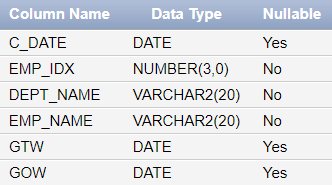 Column Name Data Type Nullable
C_DATE DATE Yes
EMP_IDX NUMBER(3,0) No
DEPT_NAME VARCHAR2(20) No
EMP_NAME VARCHAR2(20) No
GTW DATE Yes
GOW DATE Yes